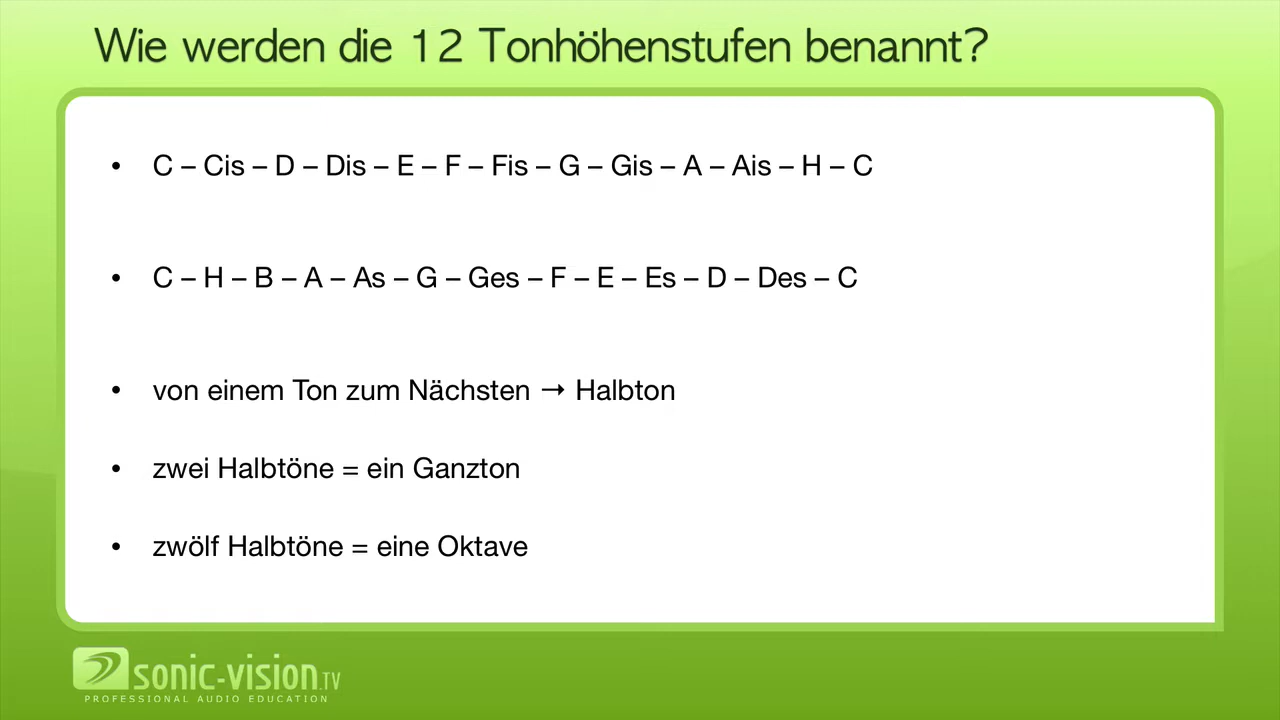 Wie werden die 12 Tonhöhenstufen benannt?
• C – Cis – D – Dis – E – F – Fis – G – Gis – A – Ais – H – C
• C – H – B – A – As – G – Ges – F – E – Es – D – Des – C
• von einem Ton zum Nächsten → Halbton
• zwei Halbtöne = ein Ganzton
• zwölf Halbtöne = eine Oktave
sonic-vision.TV
PROFESSIONAL AUDIO EDUCATION